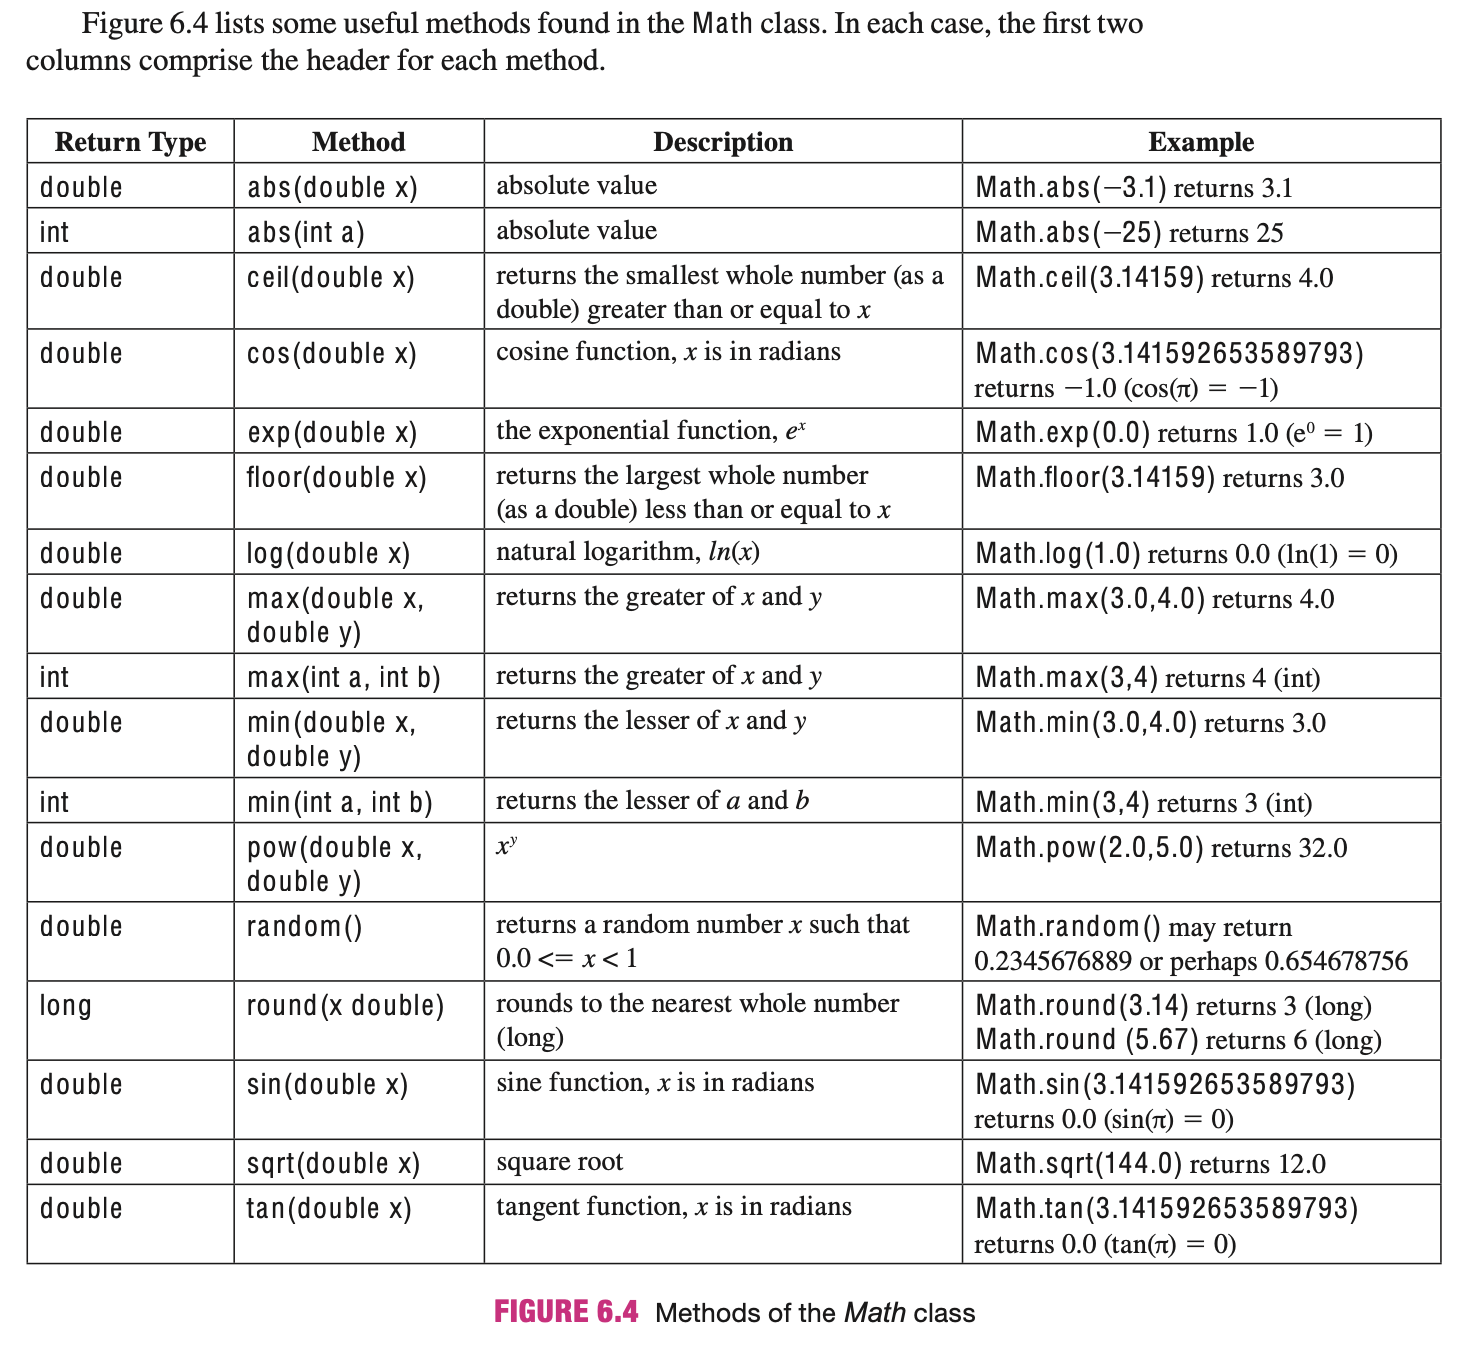 Figure 6.4 lists some useful methods found in the Math class. In each case, the first two
columns comprise the header for each method.
Return Type Method Description Example
double abs(double x) absolute value Math.abs(−3.1) returns 3.1
int abs(int a) absolute value Math.abs(−25) returns 25
double ceil(double x) returns the smallest whole number (as a Math.ceil(3.14159) returns 4.0
double) greater than or equal to x
double cos(double x) cosine function, x is in radians Math.cos(3.141592653589793)
returns −1.0 (cos(π) = −1)
double exp(double x) the exponential function, eˣ Math.exp(0.0) returns 1.0 (e⁰ = 1)
double floor(double x) returns the largest whole number Math.floor(3.14159) returns 3.0
(as a double) less than or equal to x
double log(double x) natural logarithm, ln(x) Math.log(1.0) returns 0.0 (ln(1) = 0)
double max(double x, returns the greater of x and y Math.max(3.0,4.0) returns 4.0
double y)
int max(int a, int b) returns the greater of x and y Math.max(3,4) returns 4 (int)
double min(double x, returns the lesser of x and y Math.min(3.0,4.0) returns 3.0
double y)
int min(int a, int b) returns the lesser of a and b Math.min(3,4) returns 3 (int)
double pow(double x, xʸ Math.pow(2.0,5.0) returns 32.0
double y)
double random() returns a random number x such that Math.random() may return
0.0 <= x < 1 0.2345676889 or perhaps 0.654678756
long round(x double) rounds to the nearest whole number Math.round(3.14) returns 3 (long)
(long) Math.round (5.67) returns 6 (long)
double sin(double x) sine function, x is in radians Math.sin(3.141592653589793)
returns 0.0 (sin(π) = 0)
double sqrt(double x) square root Math.sqrt(144.0) returns 12.0
double tan(double x) tangent function, x is in radians Math.tan(3.141592653589793)
returns 0.0 (tan(π) = 0)
FIGURE 6.4 Methods of the Math class